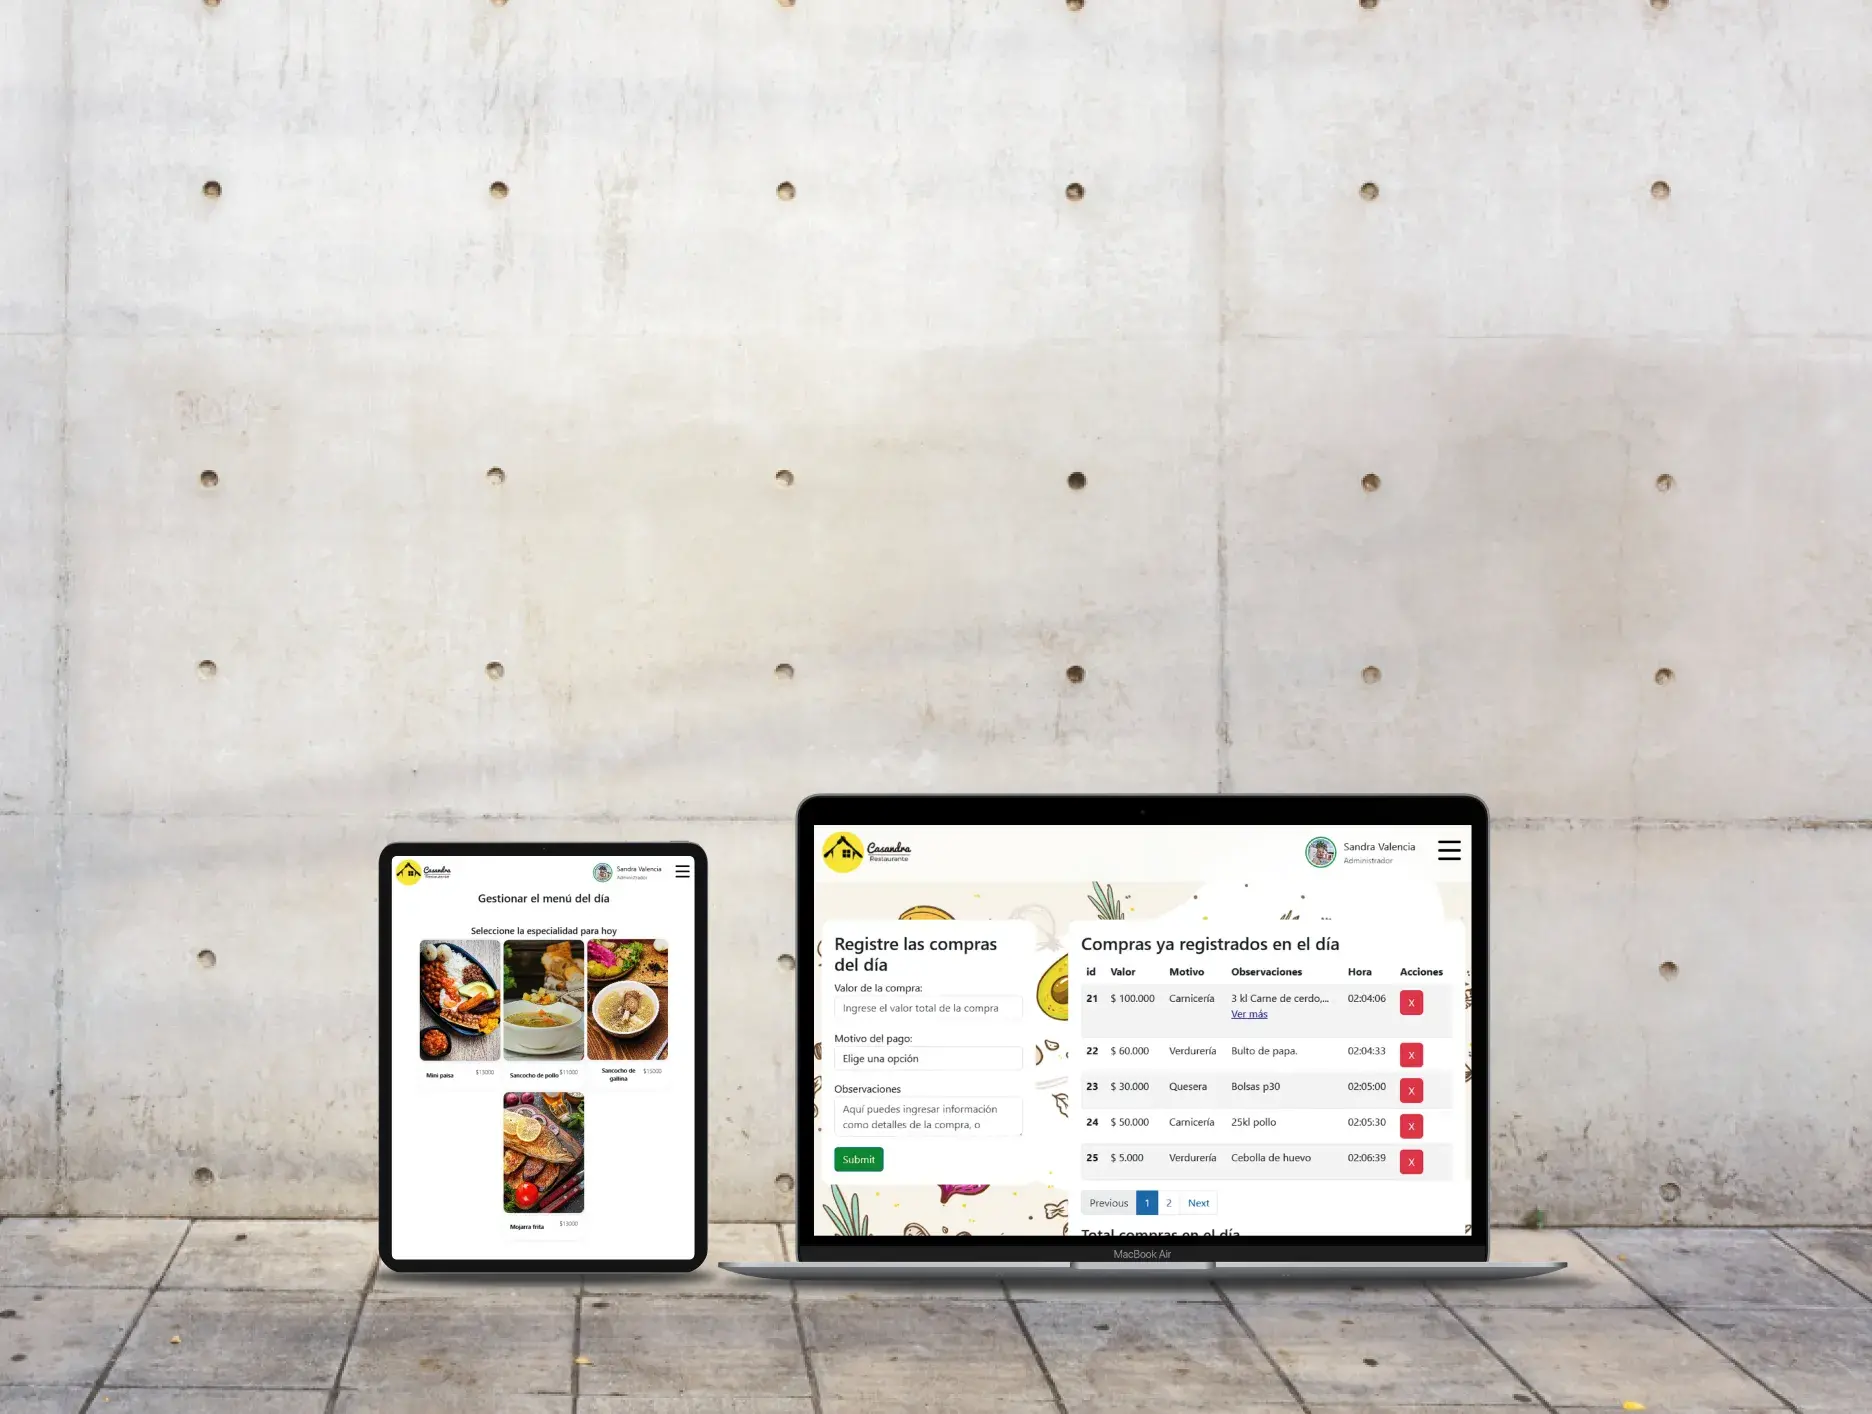 Casandra
Restaurante
Sandra Valencia
Administrador
Gestionar el menú del día
Seleccione la especialidad para hoy
Mini paisa
$13000
Sancocho de pollo
$11000
Sancocho de
gallina
$15000
Mojarra frita
$13000
Casandra
Restaurante
Sandra Valencia
Administrador
Registre las compras
del día
Valor de la compra:
Ingrese el valor total de la compra
Motivo del pago:
Elige una opción
Observaciones
Aquí puedes ingresar información
como detalles de la compra, o
Submit
Compras ya registrados en el día
id Valor Motivo Observaciones Hora Acciones
21 $ 100.000 Carnicería 3 kl Carne de cerdo,... 02:04:06 X
Ver más
22 $ 60.000 Verdurería Bulto de papa. 02:04:33 X
23 $ 30.000 Quesera Bolsas p30 02:05:00 X
24 $ 50.000 Carnicería 25kl pollo 02:05:30 X
25 $ 5.000 Verdurería Cebolla de huevo 02:06:39 X
Previous 1 2 Next
Total compras en el día
MacBook Air